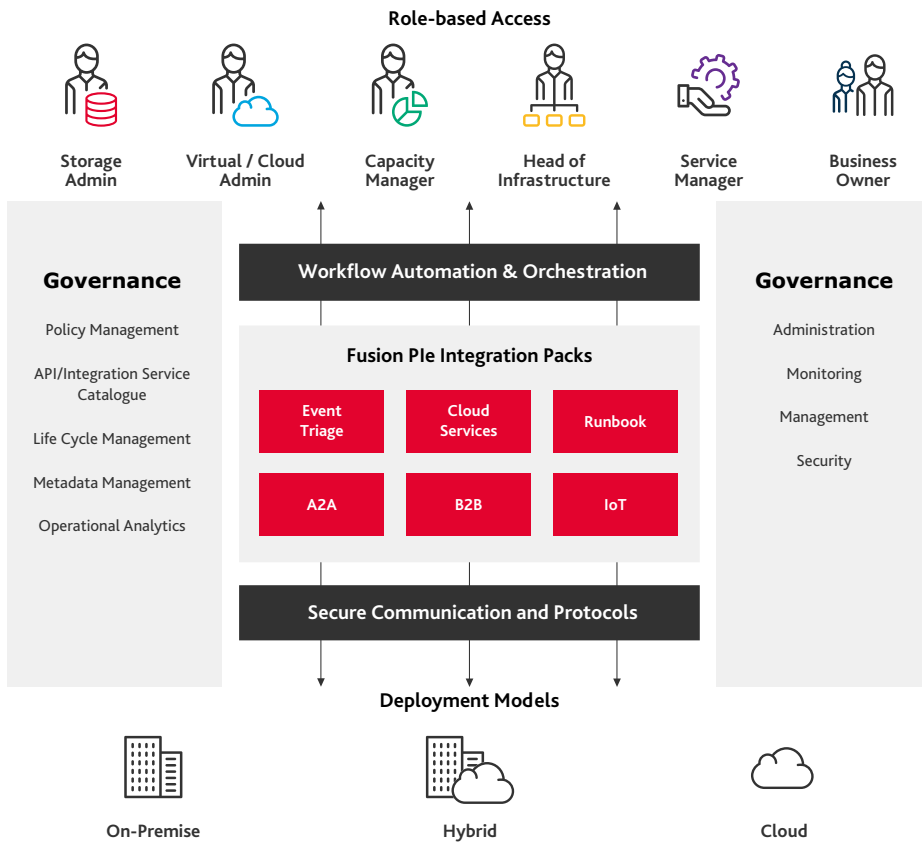 Role-based Access
Storage
Admin
Virtual / Cloud
Admin
Capacity
Manager
Head of
Infrastructure
Service
Manager
Business
Owner
Governance
Policy Management
API/Integration Service
Catalogue
Life Cycle Management
Metadata Management
Operational Analytics
Workflow Automation & Orchestration
Fusion PIe Integration Packs
Event
Triage
Cloud
Services
Runbook
A2A
B2B
IoT
Secure Communication and Protocols
Governance
Administration
Monitoring
Management
Security
Deployment Models
On-Premise
Hybrid
Cloud